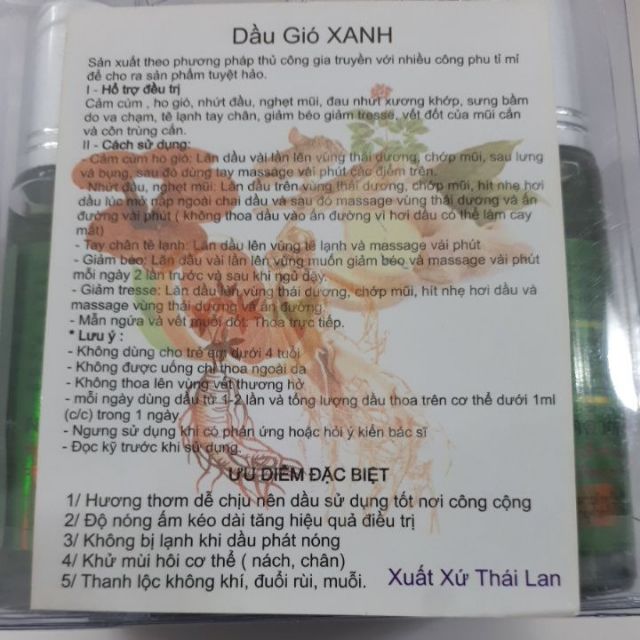 Dầu Gió XANH
Sản xuất theo phương pháp thủ công gia truyền với nhiều công phu tỉ mỉ
để cho ra sản phẩm tuyệt hảo.
I - Hổ trợ đều trị
Cảm cúm , ho gió, nhứt đầu, nghẹt mũi, đau nhứt xương khớp, sưng bầm
do va chạm, tê lạnh tay chân, giảm béo giảm tresse, vết đốt của mũi cắn
và côn trùng cắn.
II - Cách sử dụng:
- Cảm cúm ho gió: Lăn dầu vài lần lên vùng thái dương, chớp mũi, sau lưng
và bụng, sau đó dùng tay massage vài phút các điểm trên.
- Nhứt đầu, nghẹt mũi: Lăn dầu trên vùng thái dương, chớp mũi, hít nhẹ hơi
dầu lúc mở nắp ngoài chai dầu và sau đó massage vùng thái dương và ấn
đường vài phút ( không thoa dầu vào ấn đường vì hơi dầu có thể làm cay
mắt)
- Tay chân tê lạnh: Lăn dầu lên vùng tê lạnh và massage vài phút
- Giảm béo: Lăn dầu vài lần lên vùng muốn giảm béo và massage vài phút
mỗi ngày 2 lần trước và sau khi ngủ dậy.
- Giảm tresse: Lăn dầu lên vùng thái dương, chớp mũi, hít nhẹ hơi dầu và
massage vùng thái dương và ấn đường.
- Mẫn ngứa và vết muỗi đốt: Thoa trực tiếp.
* Lưu ý :
- Không dùng cho trẻ em dưới 4 tuổi
- Không được uống chỉ thoa ngoài da
- Không thoa lên vùng vết thương hở
- mỗi ngày dùng dầu từ 1-2 lần và tổng lượng dầu thoa trên cơ thể dưới 1ml
(c/c) trong 1 ngày.
- Ngưng sử dụng khi có phản ứng hoặc hỏi ý kiến bác sĩ
- Đọc kỹ trước khi sử dụng.
ƯU DIỂM ĐẶC BIỆT
1/ Hương thơm dễ chịu nên dầu sử dụng tốt nơi công cộng
2/ Độ nóng ấm kéo dài tăng hiệu quả điều trị
3/ Không bị lạnh khi dầu phát nóng
4/ Khử mùi hôi cơ thể ( nách, chân)
5/ Thanh lộc không khí, đuổi rùi, muỗi.
Xuất Xứ Thái Lan